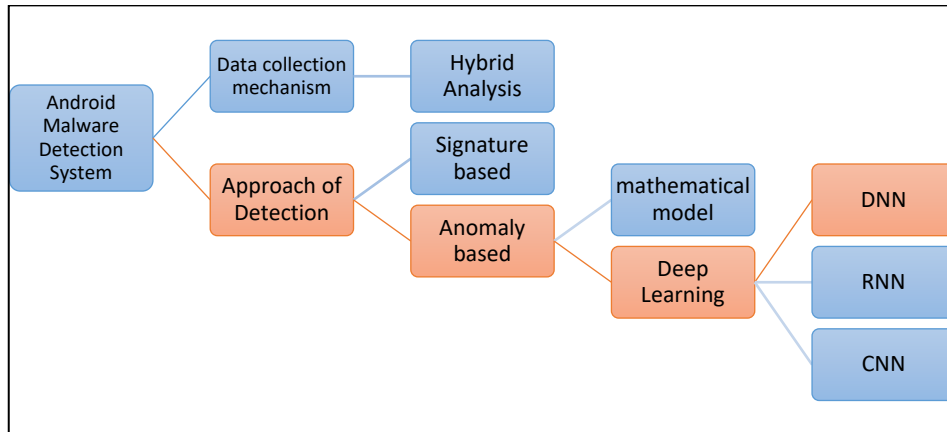 Android
Malware
Detection
System
Data collection
mechanism
Hybrid
Analysis
Approach of
Detection
Signature
based
Anomaly
based
mathematical
model
Deep
Learning
DNN
RNN
CNN